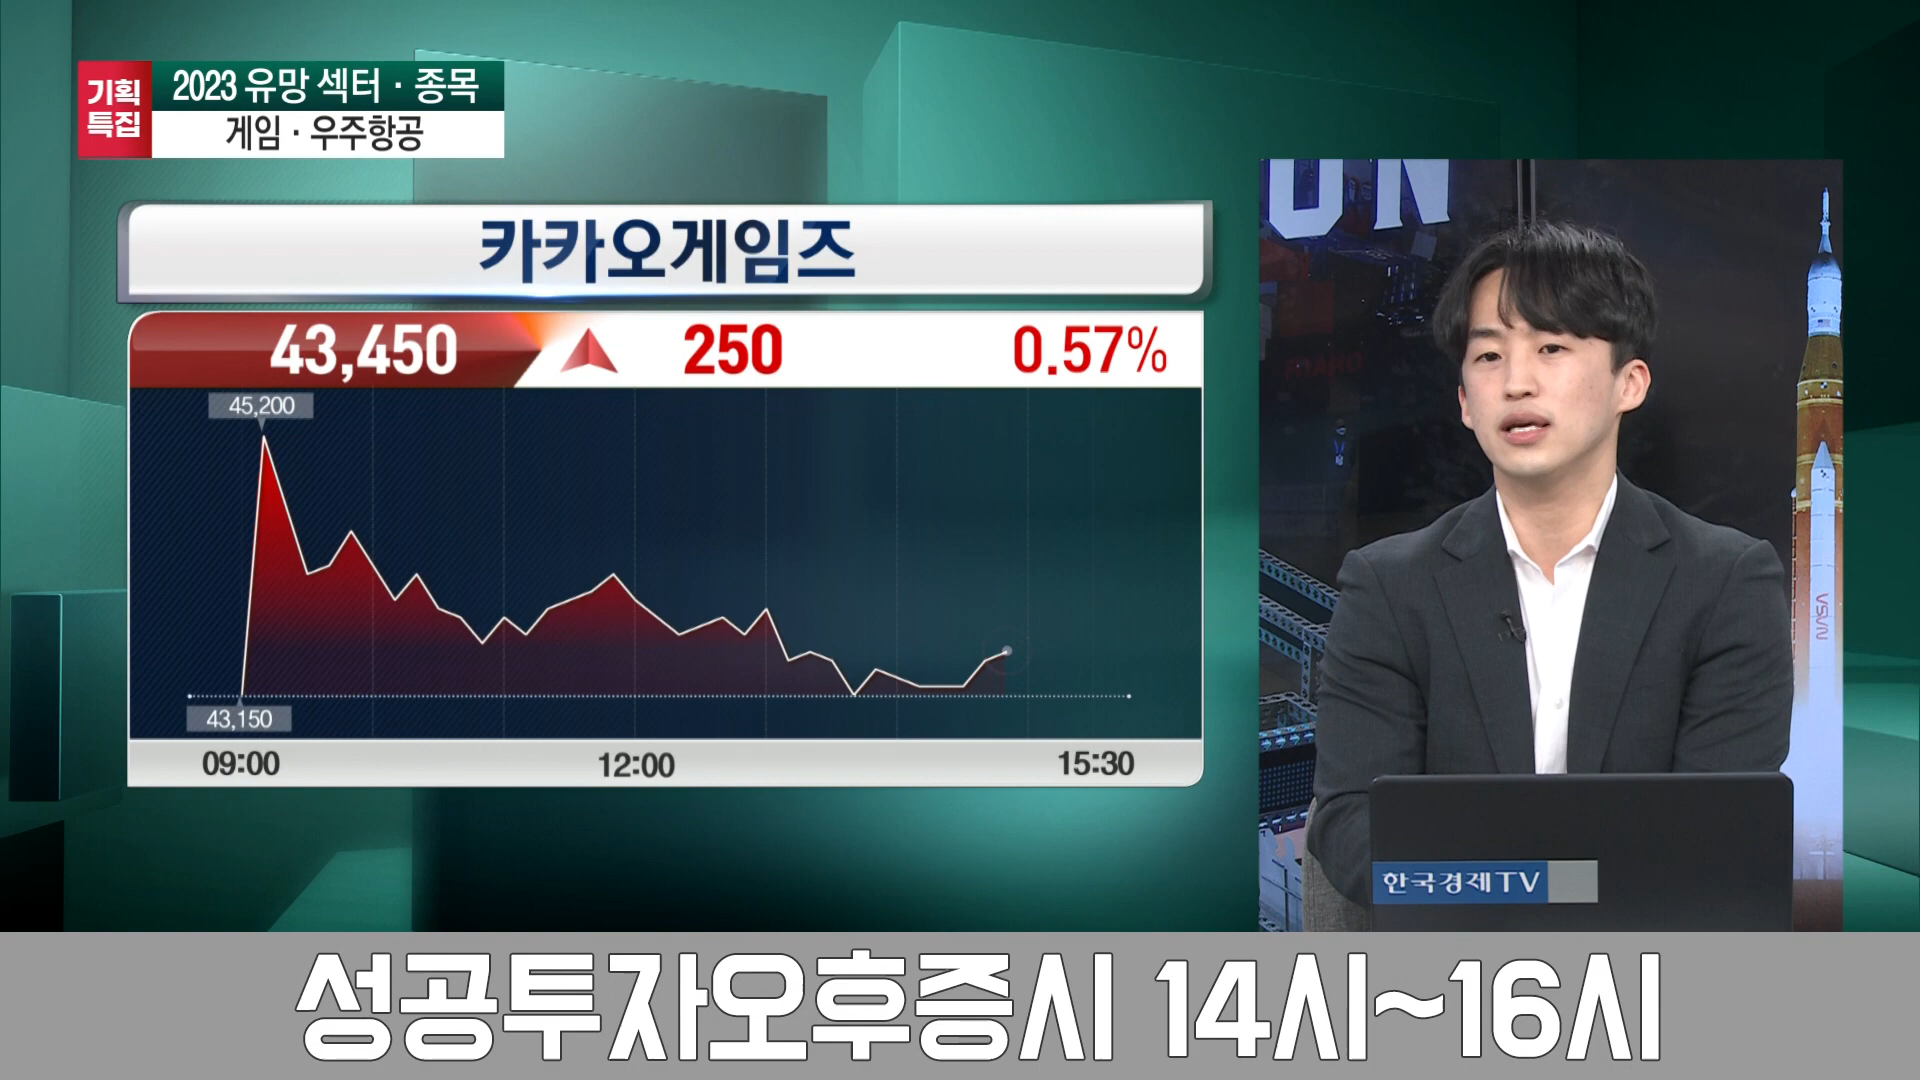 기획
특집
2023 유망 섹터 · 종목
게임 · 우주항공
카카오게임즈
43,450 ▲ 250 0.57%
45,200
43,150
09:00 12:00 15:30
ON
IDAHO
NASA
한국경제TV
성공투자오후증시 14시~16시